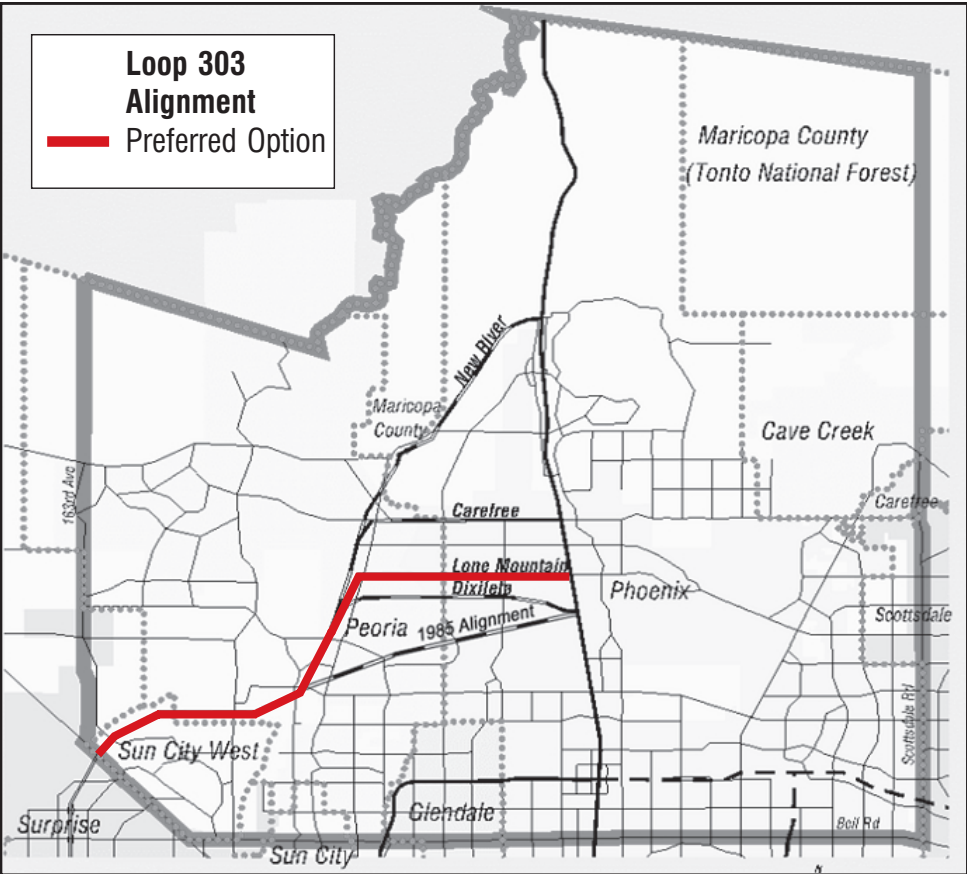 Loop 303
Alignment
Preferred Option
Maricopa County
(Tonto National Forest)
New River
Maricopa
County
Cave Creek
163rd Ave
Carefree
Carefree
Lone Mountain
Dixileta
Phoenix
Peoria
1985 Alignment
Scottsdale
Scottsdale Rd
Sun City West
Glendale
Surprise
Bell Rd
Sun City
N